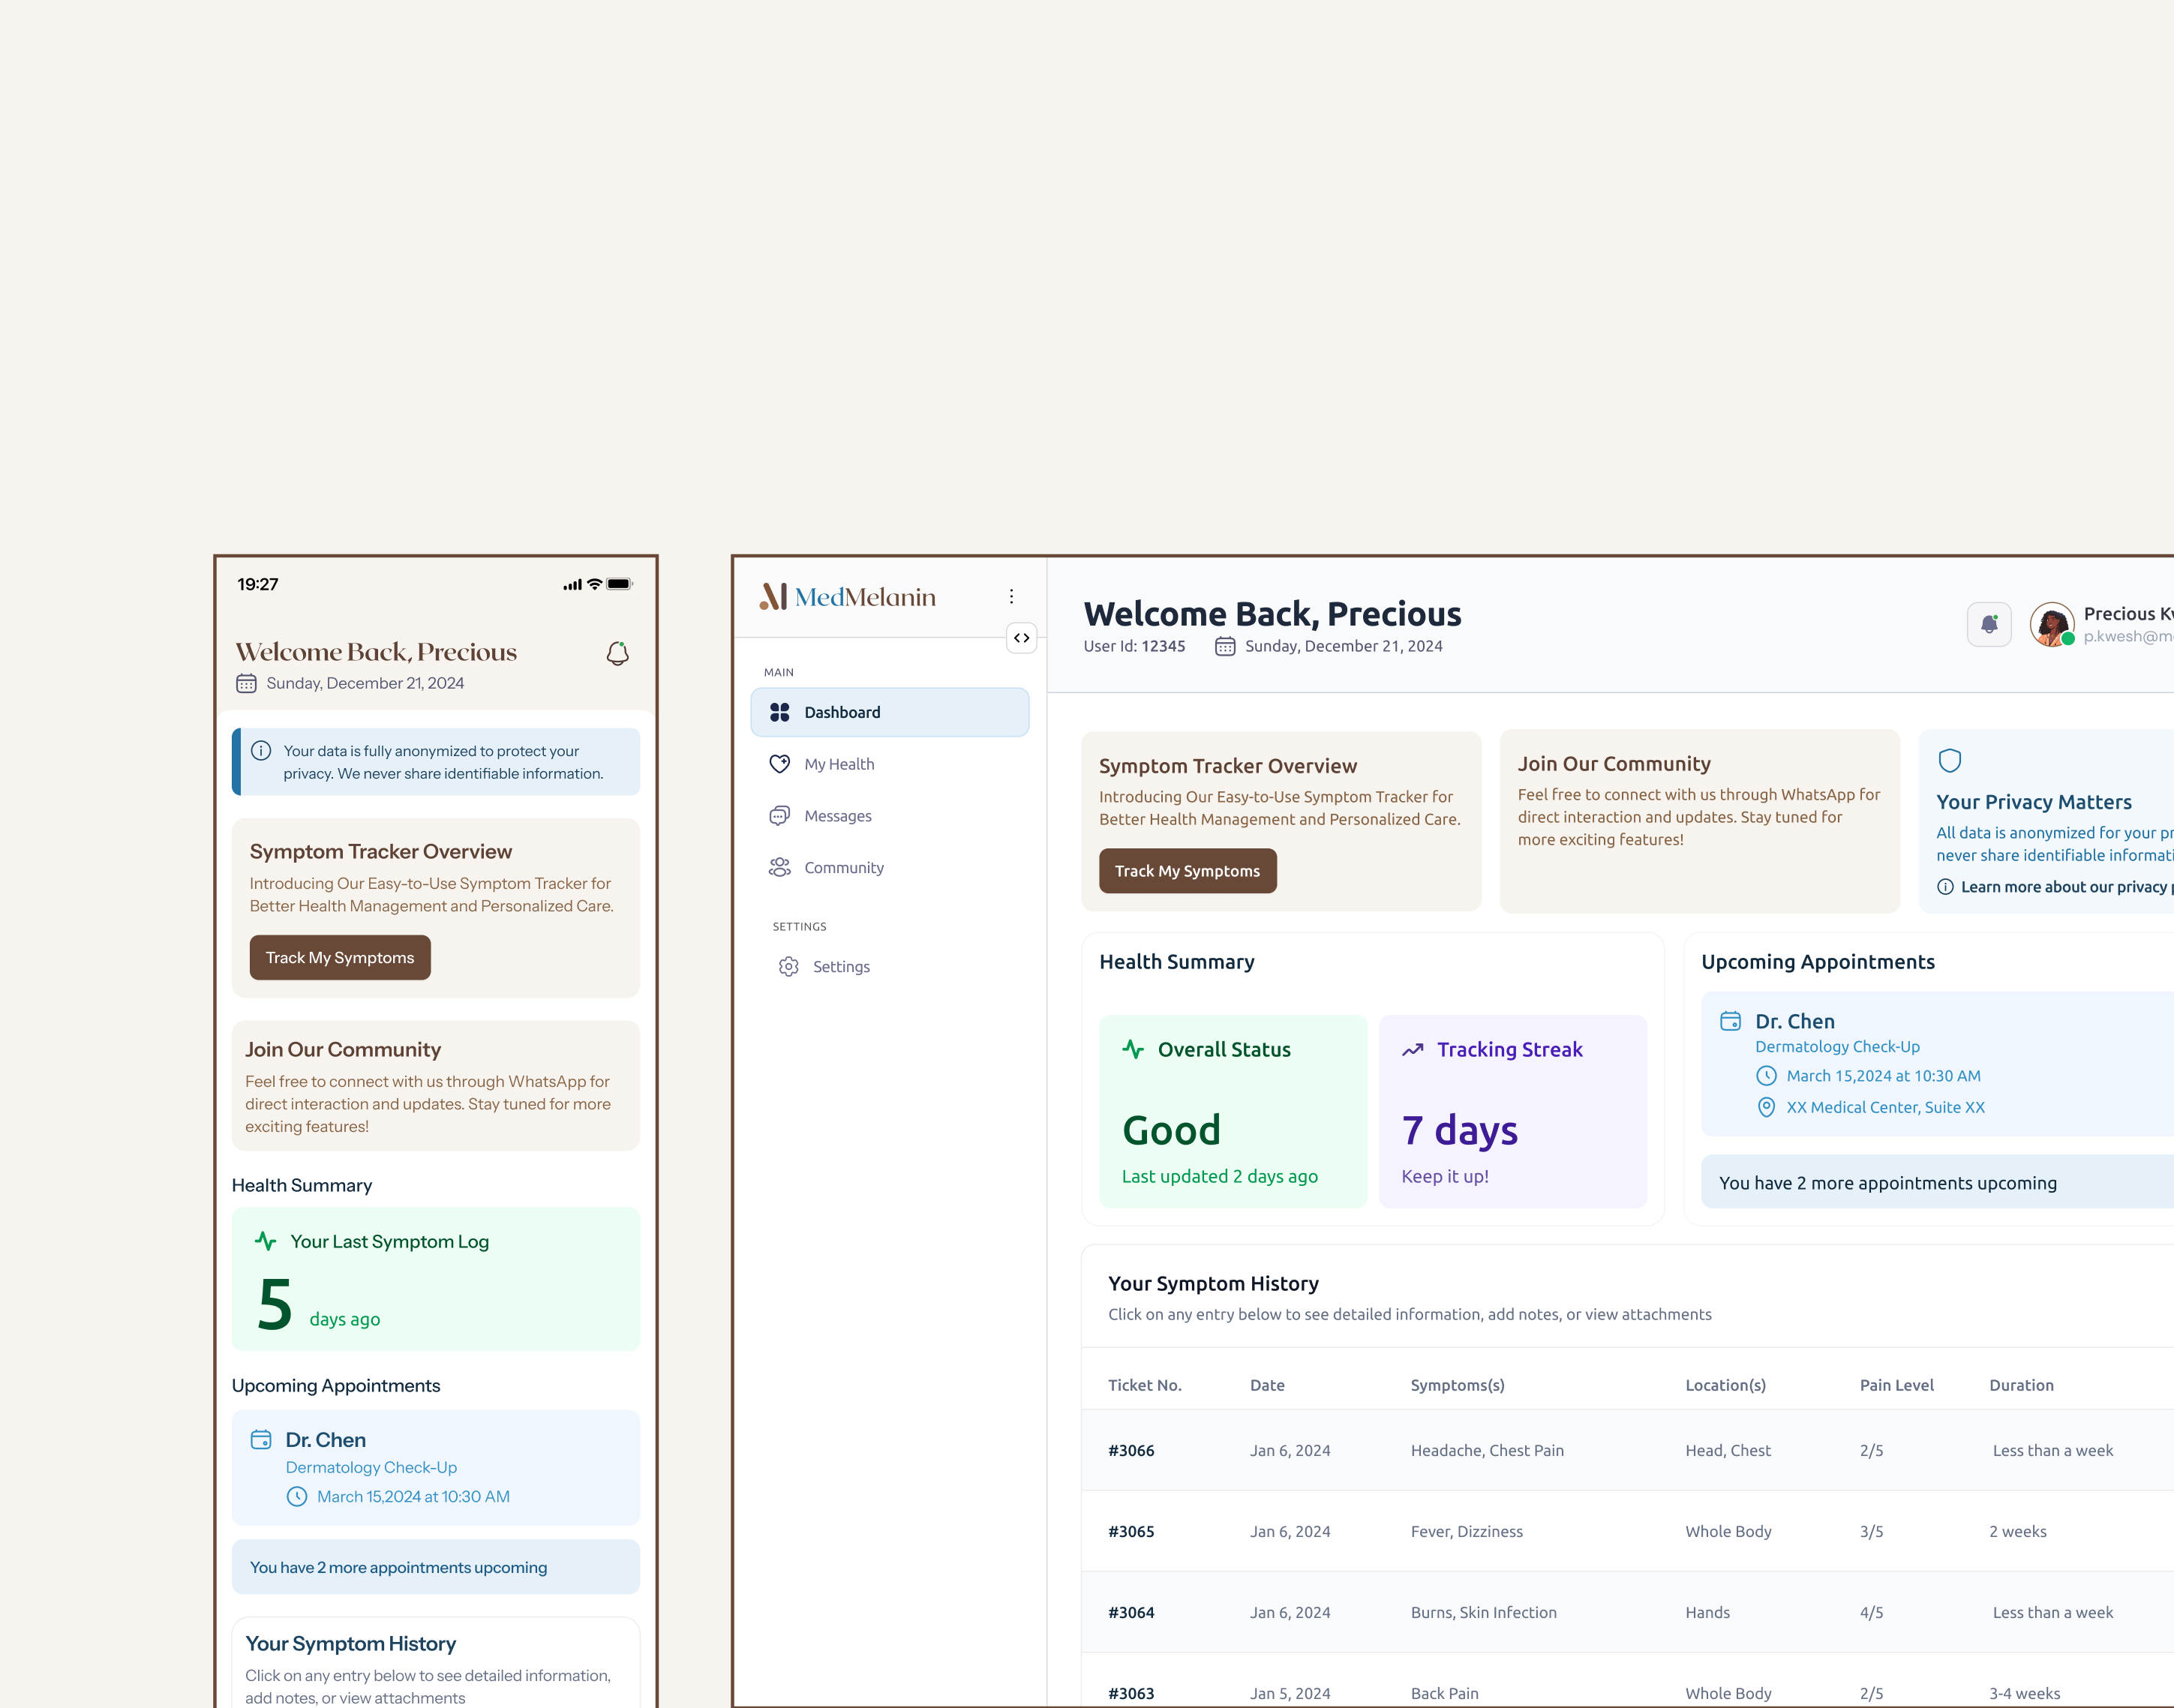 19:27
Welcome Back, Precious
Sunday, December 21, 2024
Your data is fully anonymized to protect your
privacy. We never share identifiable information.
Symptom Tracker Overview
Introducing Our Easy-to-Use Symptom Tracker for
Better Health Management and Personalized Care.
Track My Symptoms
Join Our Community
Feel free to connect with us through WhatsApp for
direct interaction and updates. Stay tuned for more
exciting features!
Health Summary
Your Last Symptom Log
5 days ago
Upcoming Appointments
Dr. Chen
Dermatology Check-Up
March 15,2024 at 10:30 AM
You have 2 more appointments upcoming
Your Symptom History
Click on any entry below to see detailed information,
add notes, or view attachments
MedMelanin
MAIN
Dashboard
My Health
Messages
Community
SETTINGS
Settings
Welcome Back, Precious
User Id: 12345 Sunday, December 21, 2024
Precious
p.kwesh@m
Symptom Tracker Overview
Introducing Our Easy-to-Use Symptom Tracker for
Better Health Management and Personalized Care.
Track My Symptoms
Join Our Community
Feel free to connect with us through WhatsApp for
direct interaction and updates. Stay tuned for
more exciting features!
Your Privacy Matters
All data is anonymized for your
never share identifiable
Learn more about our privacy
Health Summary
Overall Status
Good
Last updated 2 days ago
Tracking Streak
7 days
Keep it up!
Upcoming Appointments
Dr. Chen
Dermatology Check-Up
March 15,2024 at 10:30 AM
XX Medical Center, Suite XX
You have 2 more appointments upcoming
Your Symptom History
Click on any entry below to see detailed information, add notes, or view attachments
Ticket No. Date Symptoms(s) Location(s) Pain Level Duration
#3066 Jan 6, 2024 Headache, Chest Pain Head, Chest 2/5 Less than a week
#3065 Jan 6, 2024 Fever, Dizziness Whole Body 3/5 2 weeks
#3064 Jan 6, 2024 Burns, Skin Infection Hands 4/5 Less than a week
#3063 Jan 5, 2024 Back Pain Whole Body 2/5 3-4 weeks